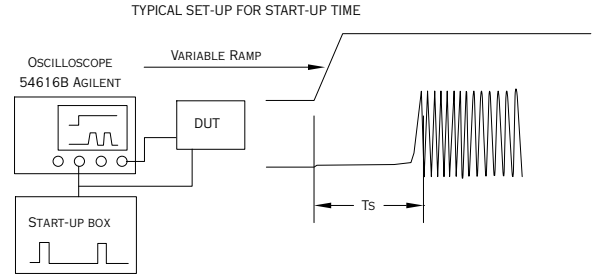 TYPICAL SET-UP FOR START-UP TIME
OSCILLOSCOPE
54616B AGILENT
VARIABLE RAMP
DUT
TS
START-UP BOX